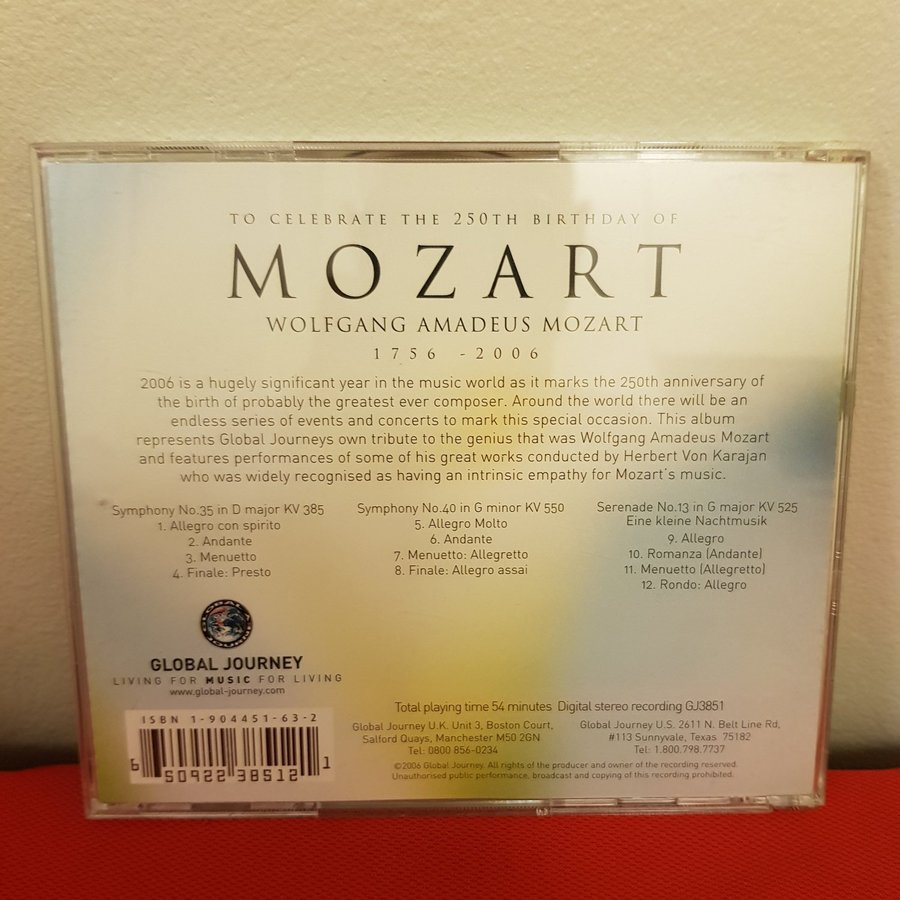 TO CELEBRATE THE 250TH BIRTHDAY OF
MOZART
WOLFGANG AMADEUS MOZART
1756 -2006
2006 is a hugely significant year in the music world as it marks the 250th anniversary of
the birth of probably the greatest ever composer. Around the world there will be an
endless series of events and concerts to mark this special occasion. This album
represents Global Journeys own tribute to the genius that was Wolfgang Amadeus Mozart
and features performances of some of his great works conducted by Herbert Von Karajan
who was widely recognised as having an intrinsic empathy for Mozart's music.
Symphony No.35 in D major KV 385
1. Allegro con spirito
2. Andante
3. Menuetto
4. Finale: Presto
Symphony No.40 in G minor KV 550
5. Allegro Molto
6. Andante
7. Menuetto: Allegretto
8. Finale: Allegro assai
Serenade No.13 in G major KV 525
Eine kleine Nachtmusik
9. Allegro
10. Romanza (Andante)
11. Menuetto (Allegretto)
12. Rondo: Allegro
GLOBAL JOURNEY
GLOBAL JOURNEY
LIVING FOR MUSIC FOR LIVING
www.global-journey.com
ISBN 1-904451-63-2
6 50922 38512 1
Total playing time 54 minutes Digital stereo recording GJ3851
Global Journey U.K. Unit 3, Boston Court,
Salford Quays, Manchester M50 2GN
Tel: 0800 856-0234
Global Journey U.S. 2611 N. Belt Line Rd,
#113 Sunnyvale, Texas 75182
Tel: 1.800.798.7737
©2006 Global Journey. All rights of the producer and owner of the recording reserved.
Unauthorised public performance, broadcast and copying of this recording prohibited.